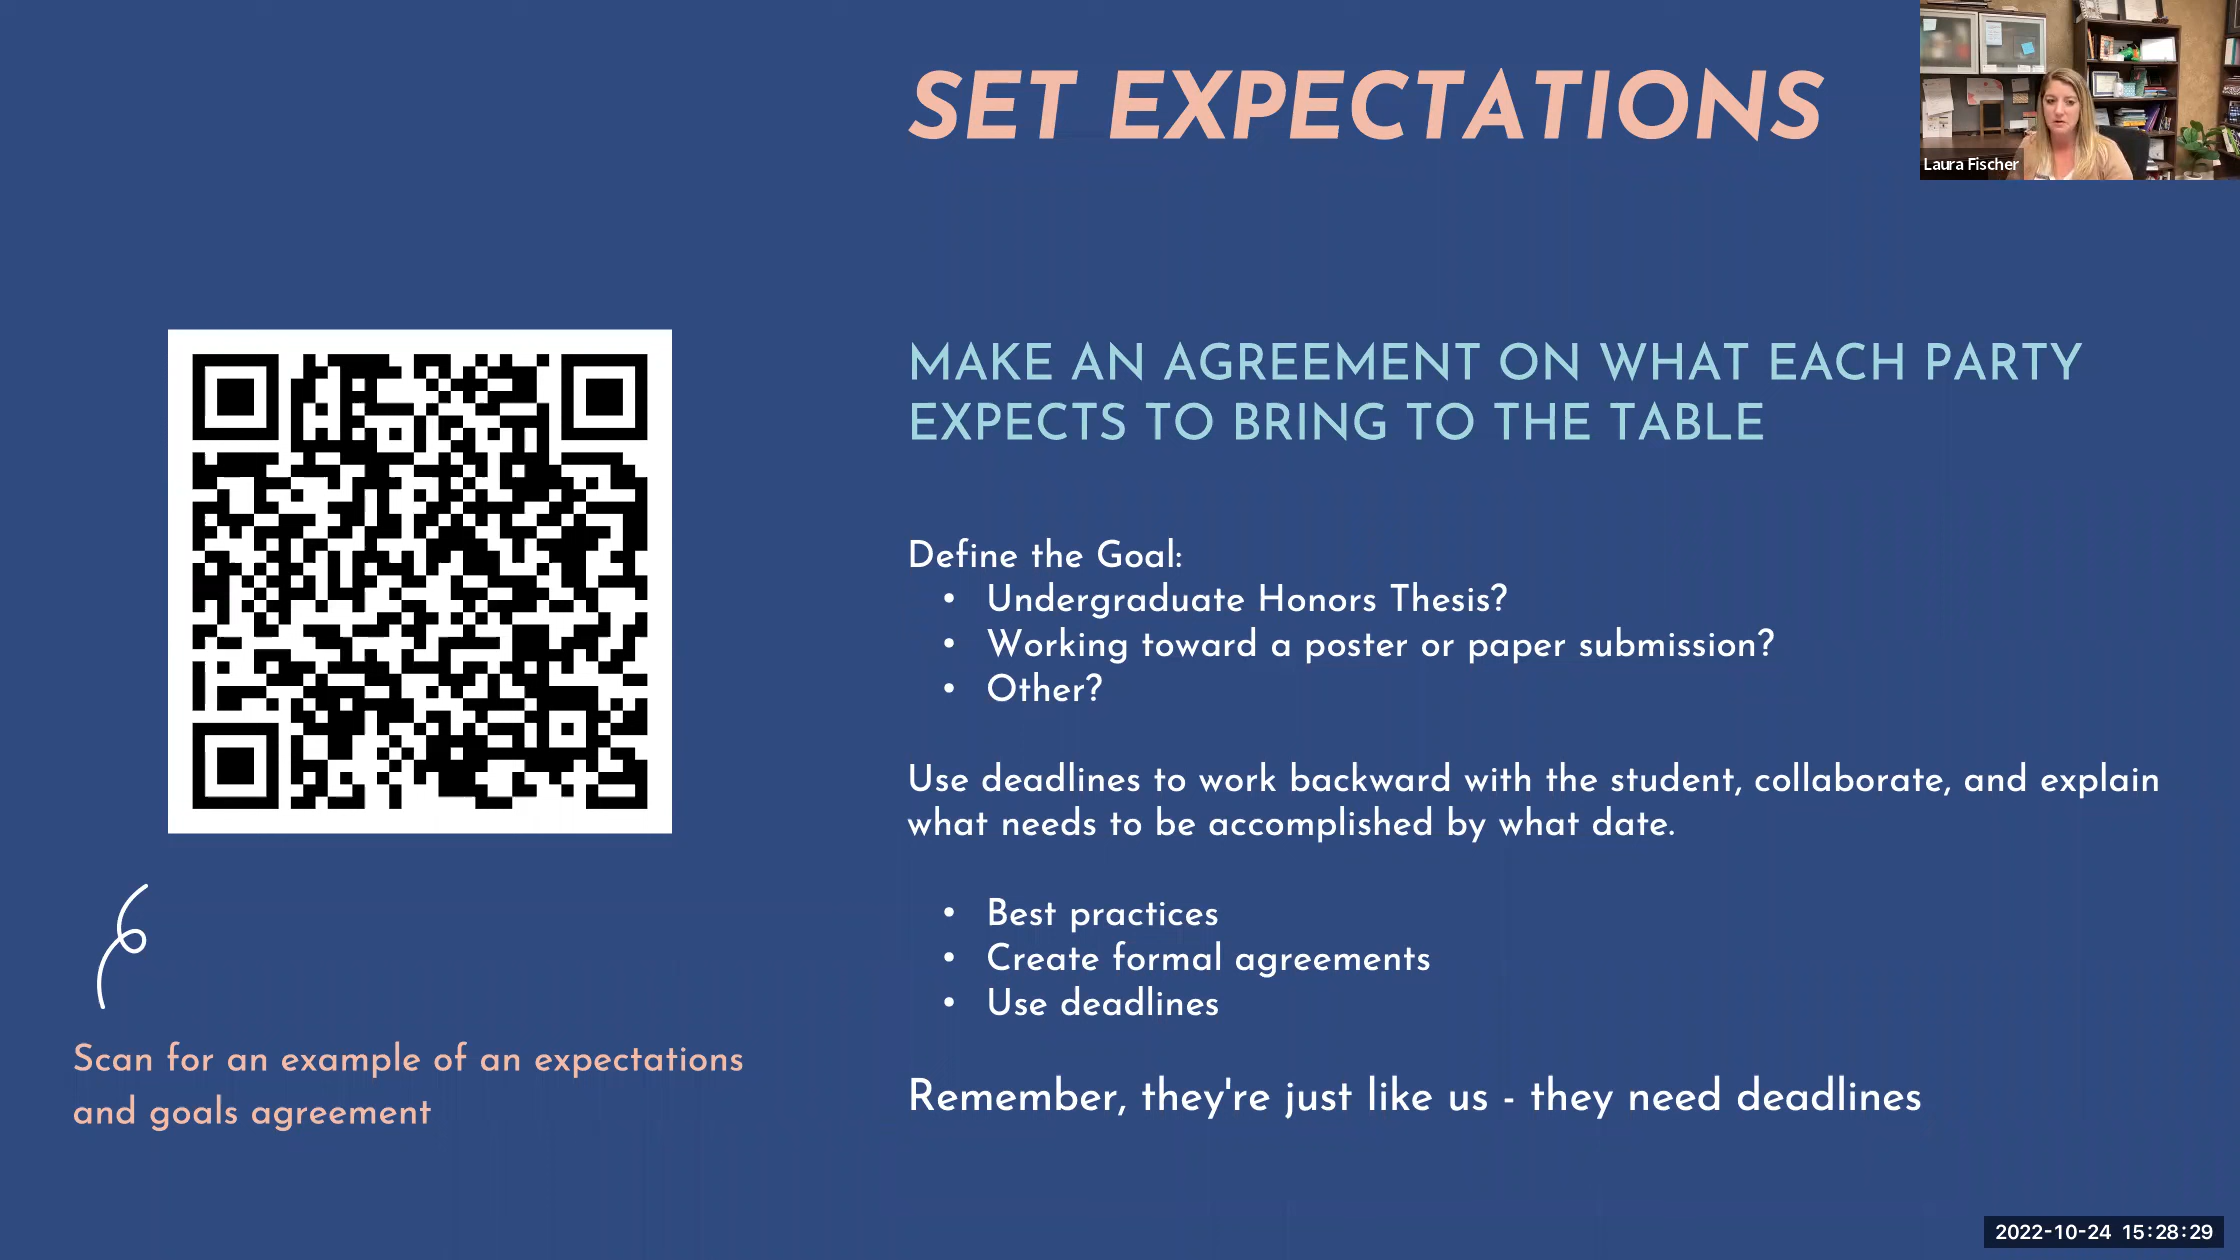 SET EXPECTATIONS
Laura Fischer
MAKE AN AGREEMENT ON WHAT EACH PARTY
EXPECTS TO BRING TO THE TABLE
Define the Goal:
• Undergraduate Honors Thesis?
• Working toward a poster or paper submission?
• Other?
Use deadlines to work backward with the student, collaborate, and explain
what needs to be accomplished by what date.
• Best practices
• Create formal agreements
• Use deadlines
Remember, they're just like us - they need deadlines
Scan for an example of an expectations
and goals agreement
2022-10-24 15:28:29